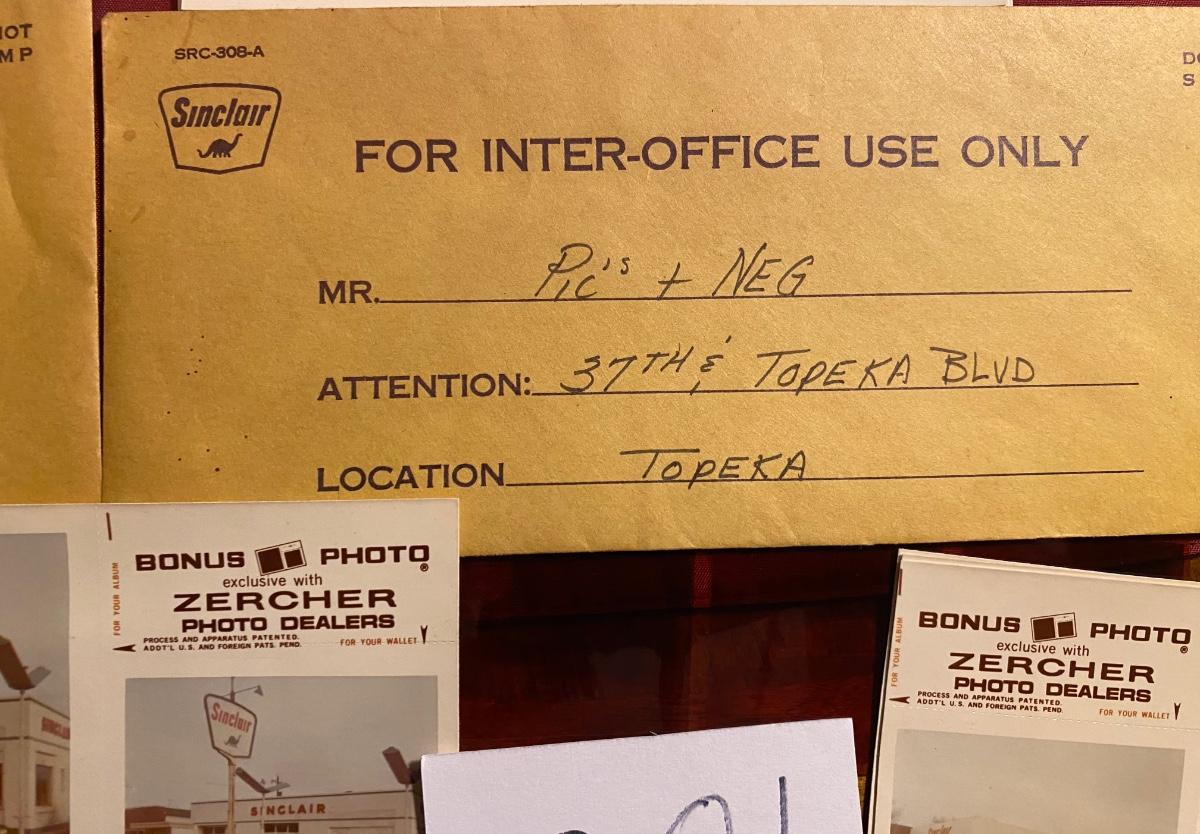 SRC-308-A
Sinclair
FOR INTER-OFFICE USE ONLY
MR. Pic's + NEG
ATTENTION: 37TH & TOPEKA BLVD
LOCATION TOPEKA
BONUS PHOTO®
exclusive with
ZERCHER
PHOTO DEALERS
PROCESS AND APPARATUS PATENTED.
ADDT'L U.S. AND FOREIGN PATS. PEND.
FOR YOUR WALLET
FOR YOUR ALBUM
Sinclair
SINCLAIR
BONUS PHOTO®
exclusive with
ZERCHER
PHOTO DEALERS
PROCESS AND APPARATUS PATENTED.
ADDT'L U.S. AND FOREIGN PATS. PEND.
FOR YOUR WALLET
FOR YOUR ALBUM